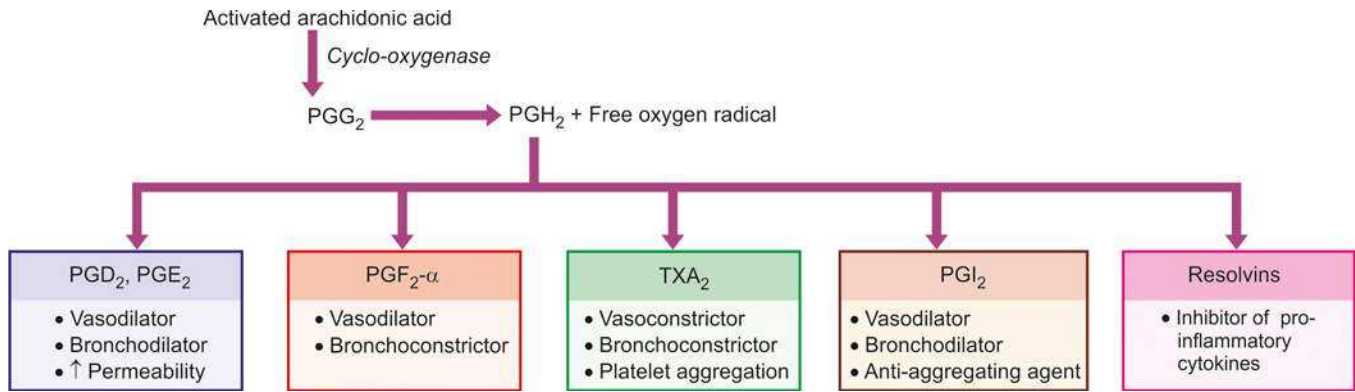 Activated arachidonic acid
Cyclo-oxygenase
PGG₂
PGH₂ + Free oxygen radical
PGD₂, PGE₂
• Vasodilator
• Bronchodilator
• ↑ Permeability
PGF₂-α
• Vasodilator
• Bronchoconstrictor
TXA₂
• Vasoconstrictor
• Bronchoconstrictor
• Platelet aggregation
PGI₂
• Vasodilator
• Bronchodilator
• Anti-aggregating agent
Resolvins
• Inhibitor of pro-
inflammatory
cytokines